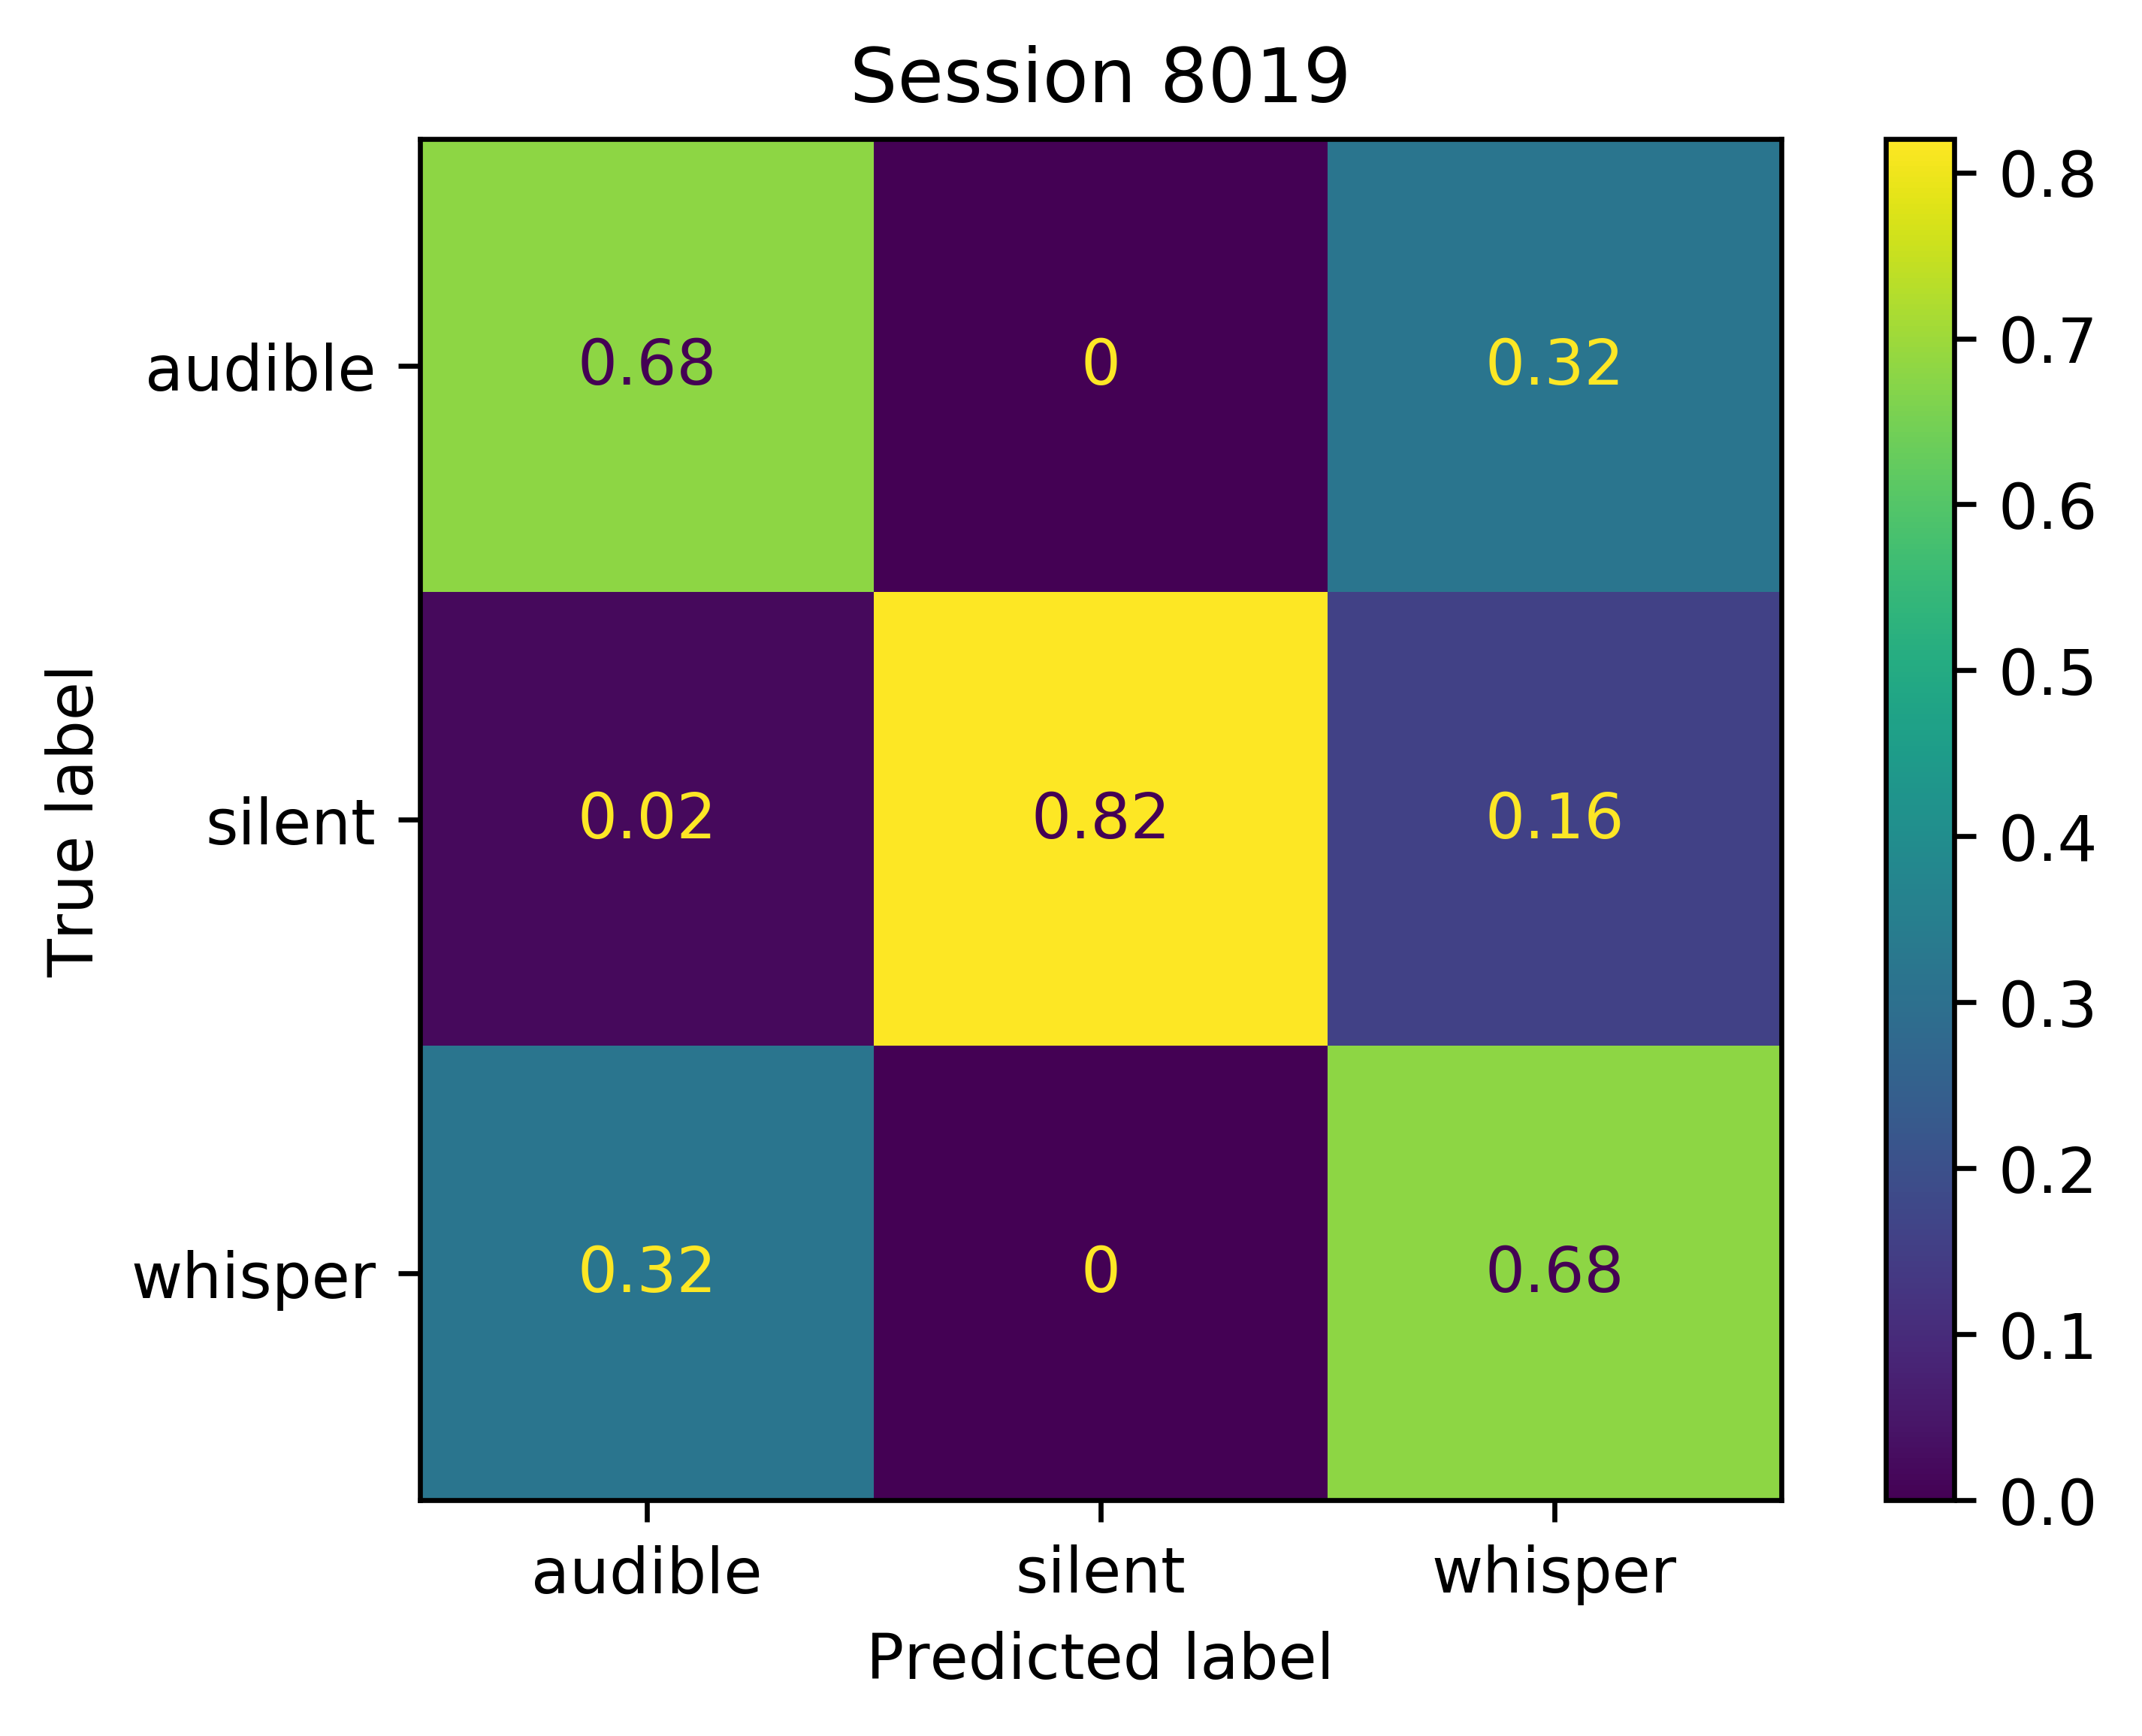 Session 8019
True label
audible
0.68 0 0.32
silent
0.02 0.82 0.16
whisper
0.32 0 0.68
audible silent whisper
Predicted label
0.8
0.7
0.6
0.5
0.4
0.3
0.2
0.1
0.0